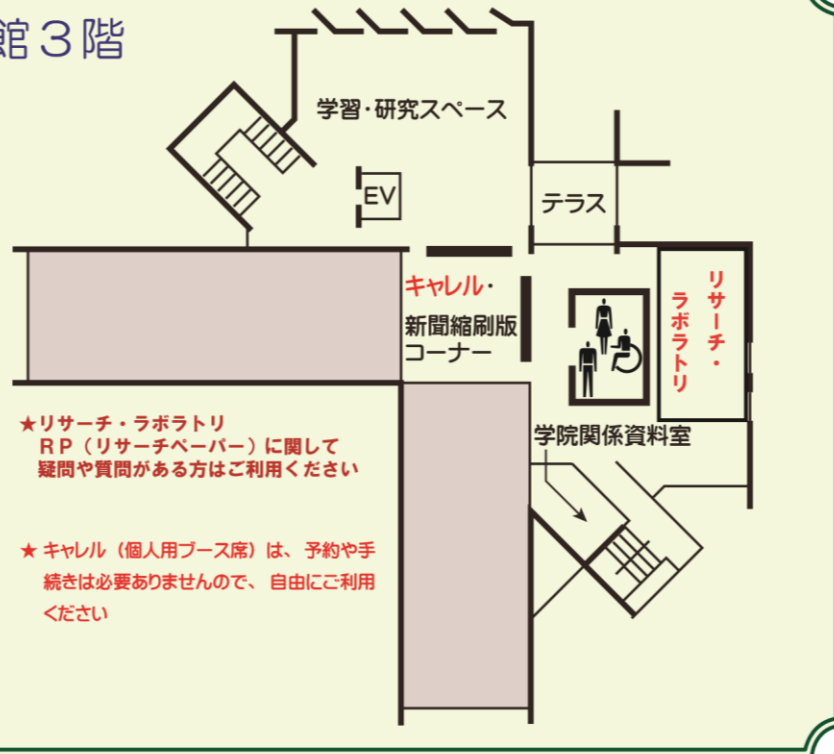 館３階
学習・研究スペース
EV
テラス
キャレル・
新聞縮刷版
コーナー
リサーチ・
ラボラトリ
学院関係資料室
★リサーチ・ラボラトリ
ＲＰ（リサーチペーパー）に関して
疑問や質問がある方はご利用ください
★ キャレル（個人用ブース席）は、予約や手
続きは必要ありませんので、自由にご利用
ください